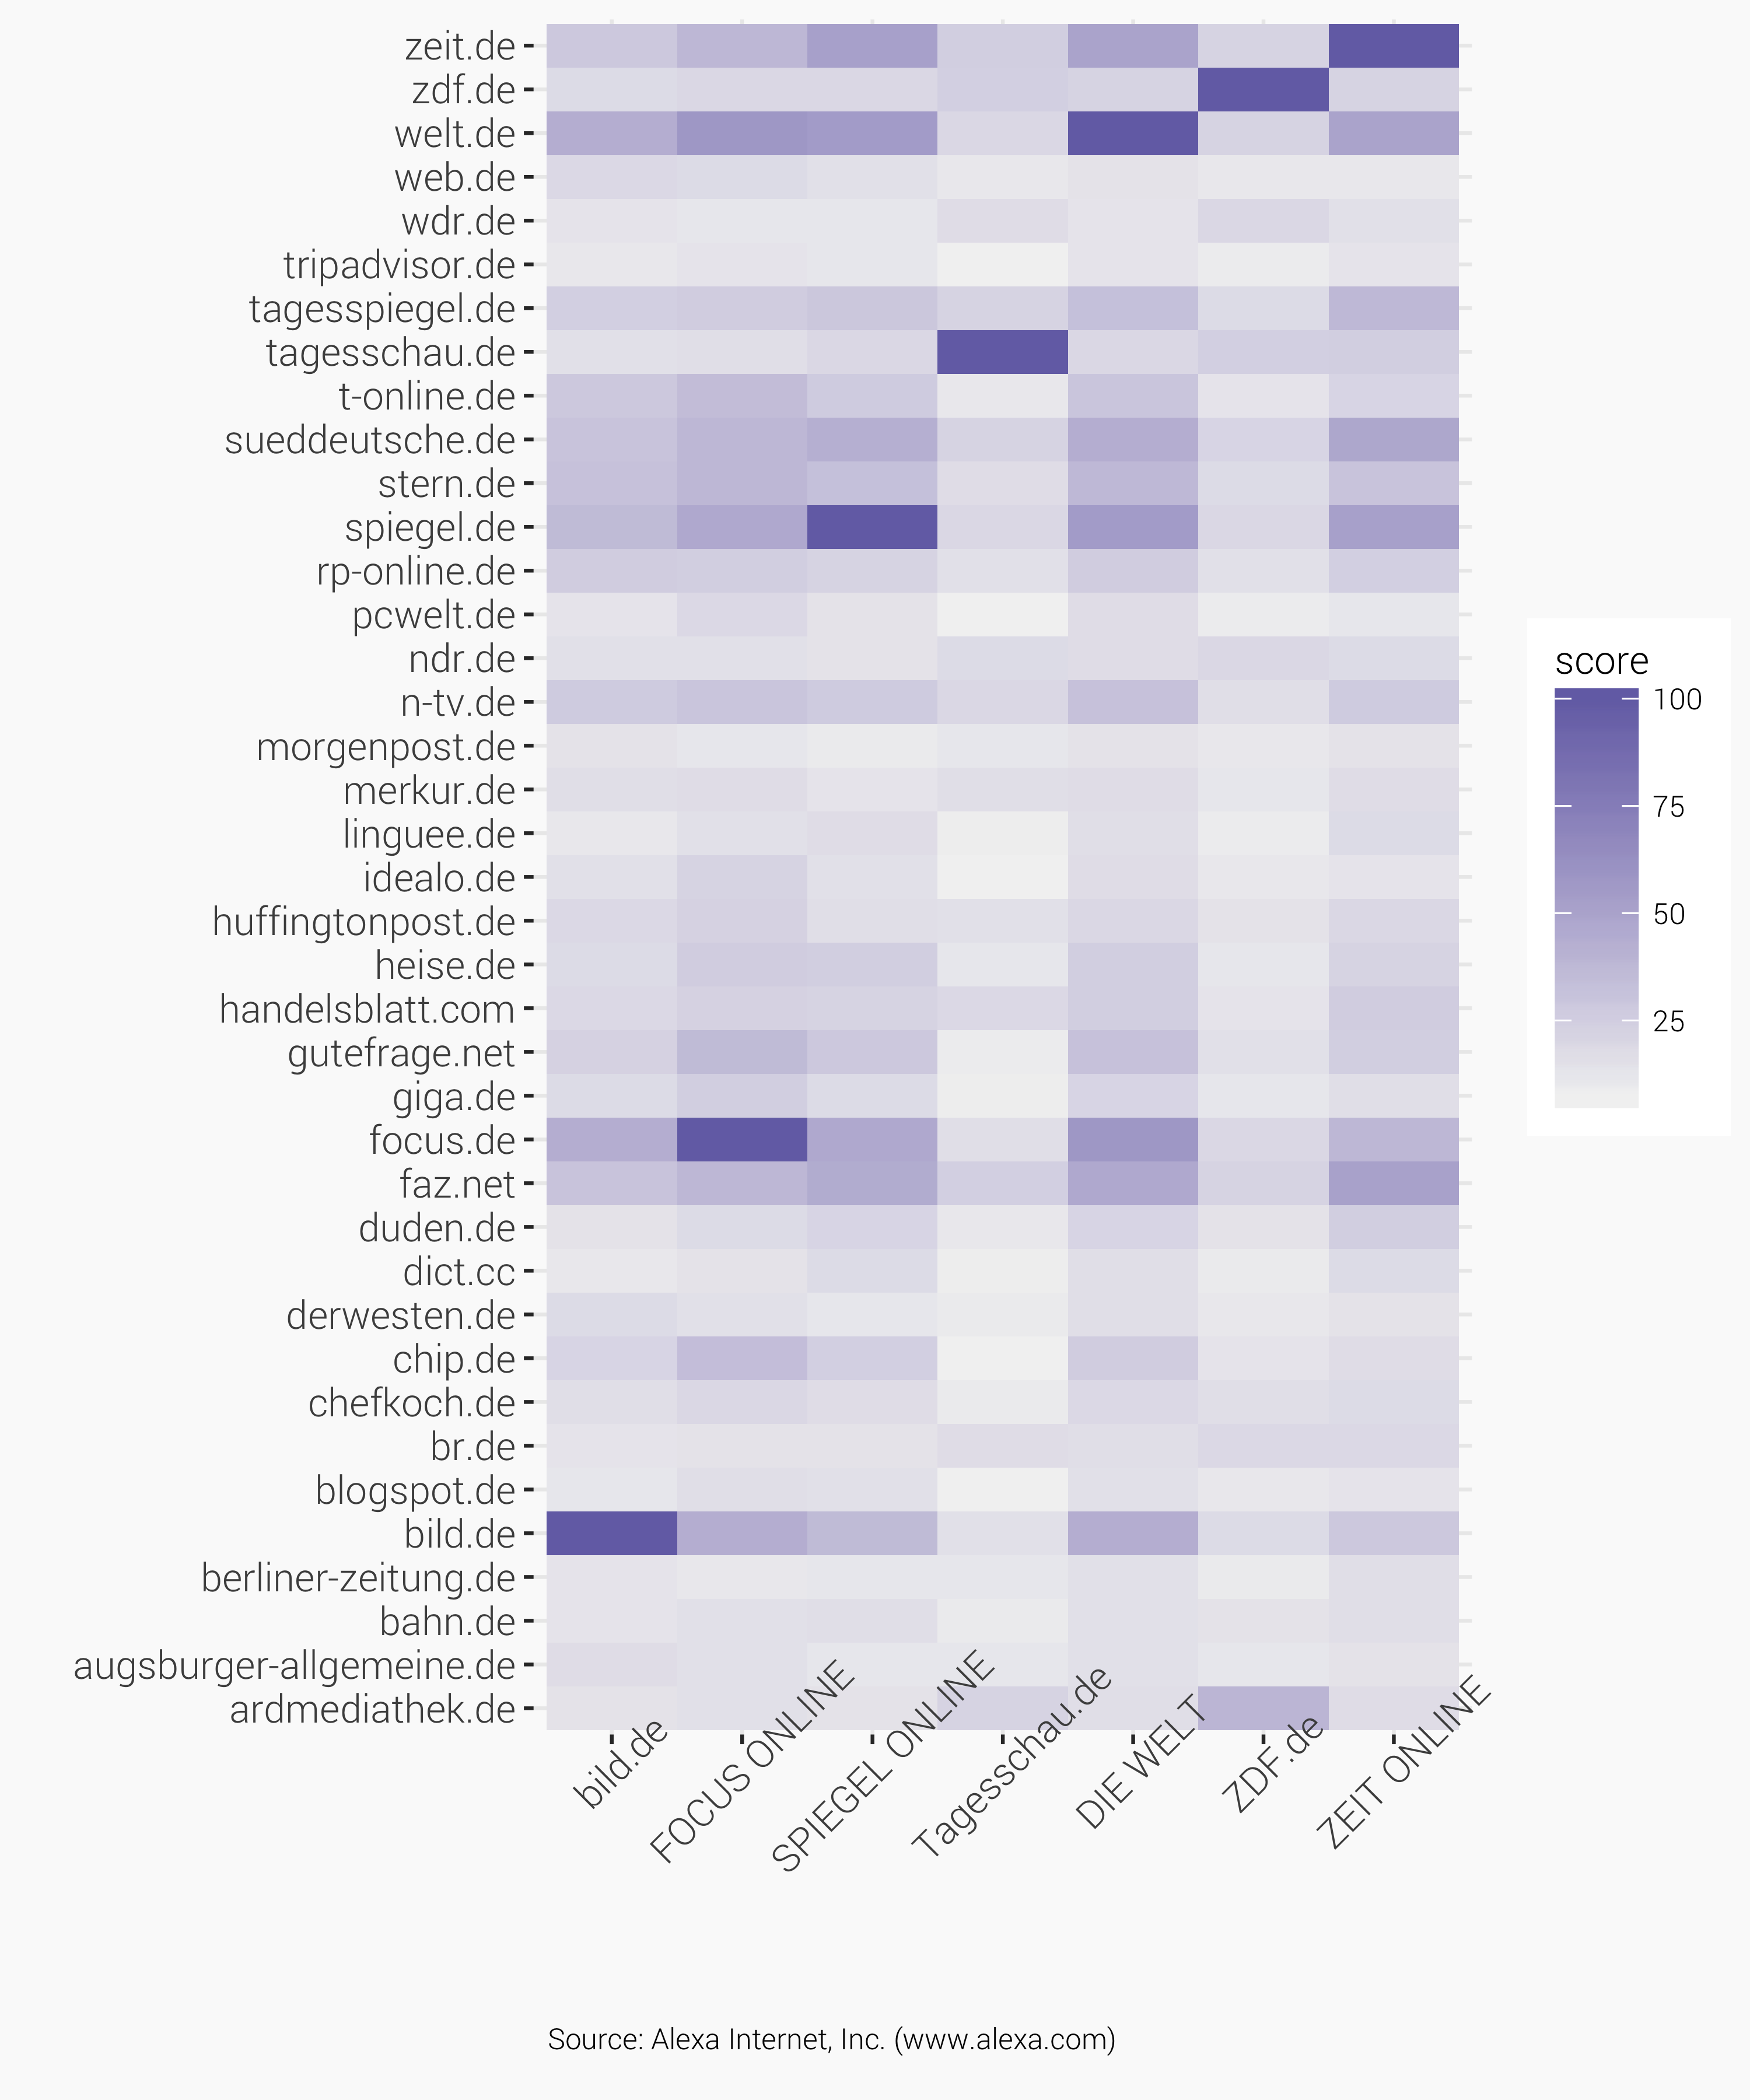 zeit.de
zdf.de
welt.de
web.de
wdr.de
tripadvisor.de
tagesspiegel.de
tagesschau.de
t-online.de
sueddeutsche.de
stern.de
spiegel.de
rp-online.de
pcwelt.de
ndr.de
n-tv.de
morgenpost.de
merkur.de
linguee.de
idealo.de
huffingtonpost.de
heise.de
handelsblatt.com
gutefrage.net
giga.de
focus.de
faz.net
duden.de
dict.cc
derwesten.de
chip.de
chefkoch.de
br.de
blogspot.de
bild.de
berliner-zeitung.de
bahn.de
augsburger-allgemeine.de
ardmediathek.de
bild.de
FOCUS ONLINE
SPIEGEL ONLINE
Tagesschau.de
DIE WELT
ZDF.de
ZEIT ONLINE
score
100
75
50
25
Source: Alexa Internet, Inc. (www.alexa.com)